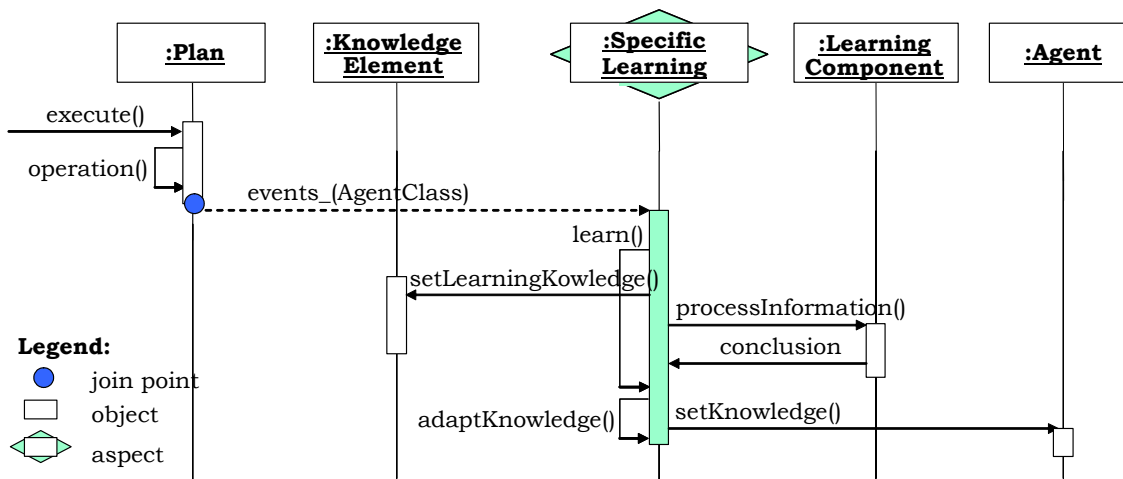 :Plan
:Knowledge
Element
:Specific
Learning
:Learning
Component
:Agent
execute()
operation()
events_(AgentClass)
learn()
setLearningKowledge()
processInformation()
conclusion
adaptKnowledge()
setKnowledge()
Legend:
join point
object
aspect